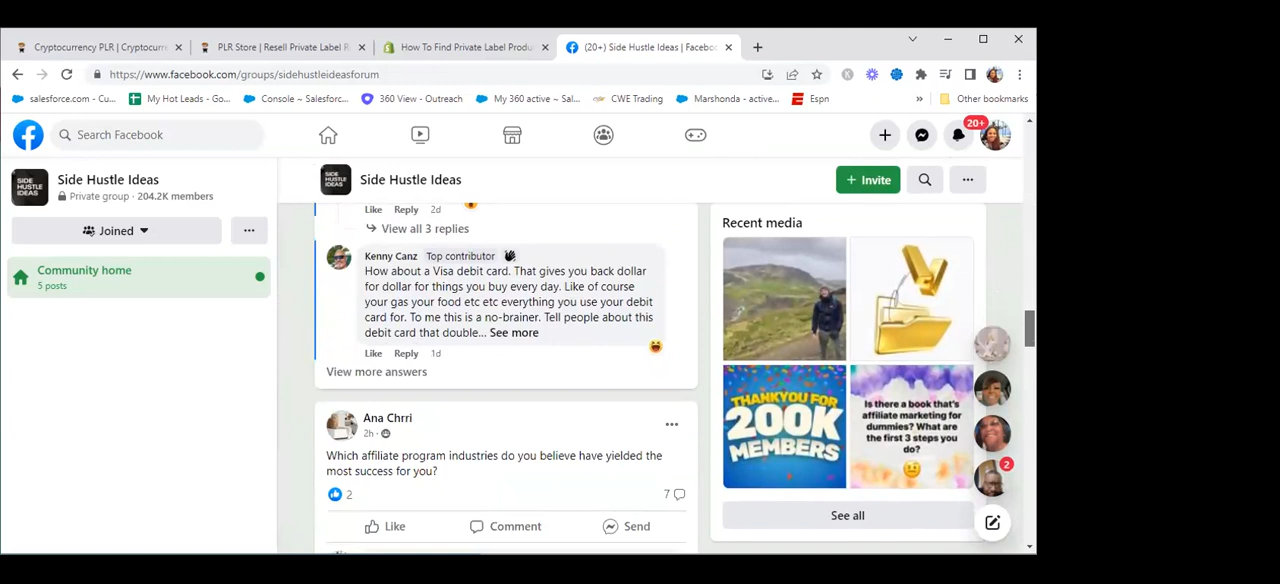 Cryptocurrency PLR | Cryptocurr
PLR Store | Resell Private Label R
How To Find Private Label Produ
(20+) Side Hustle Ideas | Faceboo
https://www.facebook.com/groups/sidehustleideasforum
salesforce.com - Cu...
My Hot Leads - Go...
Console ~ Salesforc...
360 View - Outreach
My 360 active ~ Sal...
CWE Trading
Marshonda - active...
Espn
»
Other bookmarks
Search Facebook
20+
SIDE HUSTLE IDEAS
Side Hustle Ideas
Private group · 204.2K members
Joined
Community home
5 posts
SIDE HUSTLE IDEAS
Side Hustle Ideas
+ Invite
Like Reply 2d
View all 3 replies
Kenny Canz Top contributor
How about a Visa debit card. That gives you back dollar
for dollar for things you buy every day. Like of course
your gas your food etc etc everything you use your debit
card for. To me this is a no-brainer. Tell people about this
debit card that double... See more
Like Reply 1d
View more answers
Ana Chrri
2h ·
Which affiliate program industries do you believe have yielded the
most success for you?
2
7
Like
Comment
Send
Recent media
THANKYOU FOR
200K
MEMBERS
Is there a book that's
affiliate marketing for
dummies? What are
the first 3 steps you
do?
See all
2